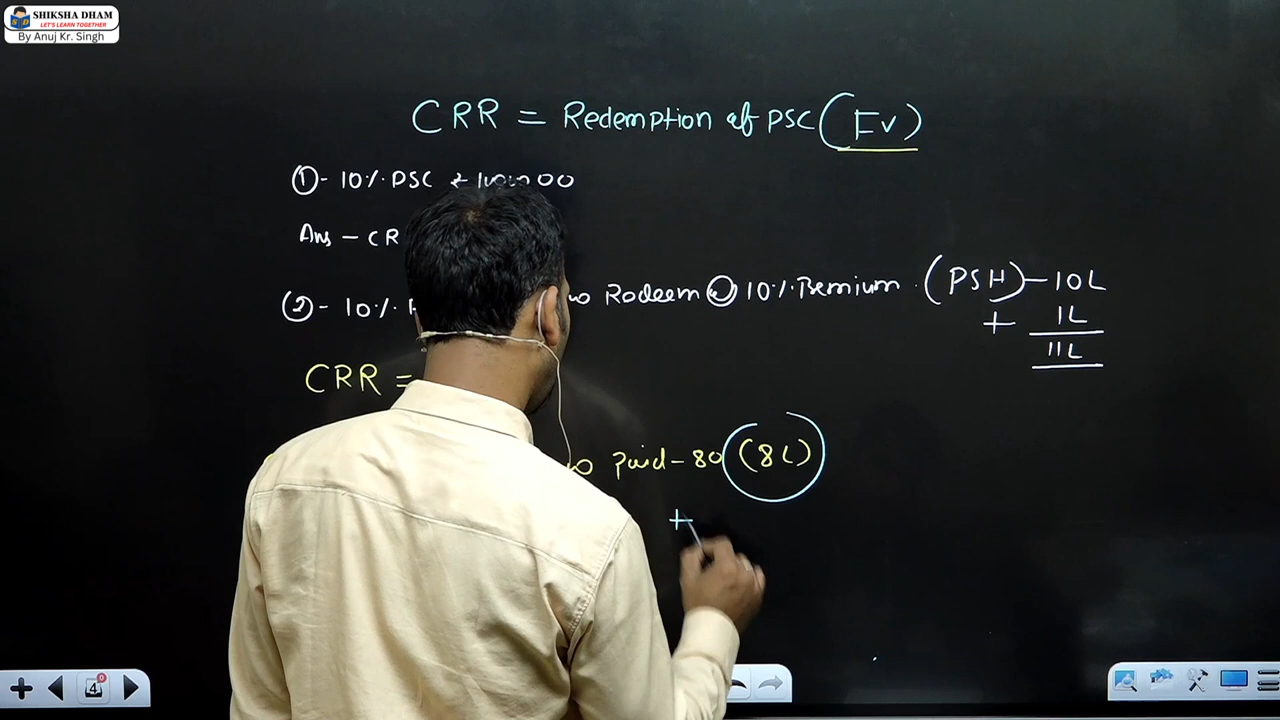 SHIKSHA DHAM
LET'S LEARN TOGETHER
By Anuj Kr. Singh
CRR = Redemption of PSC (FV)
①- 10% PSC
Ans - CR
②- 10% Rodeem @ 10% Premium. (PSH) - 10L
+ 1L
11L
CRR =
Paid - 80 (8L)
+
4